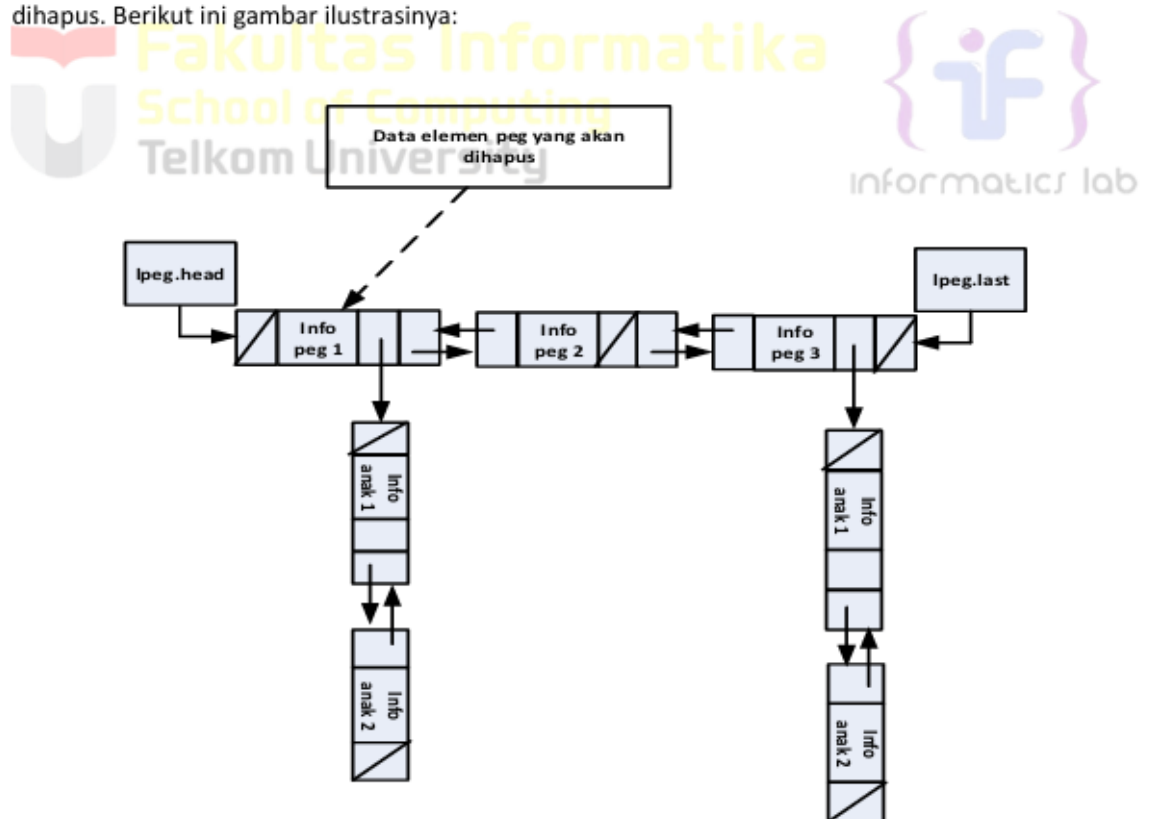 dihapus. Berikut ini gambar ilustrasinya:
Fakultas Informatika
School of Computing
Telkom University
informatics lab
Data elemen peg yang akan
dihapus
lpeg.head
lpeg.last
Info
peg 1
Info
peg 2
Info
peg 3
Info
anak 1
Info
anak 1
Info
anak 2
Info
anak 2